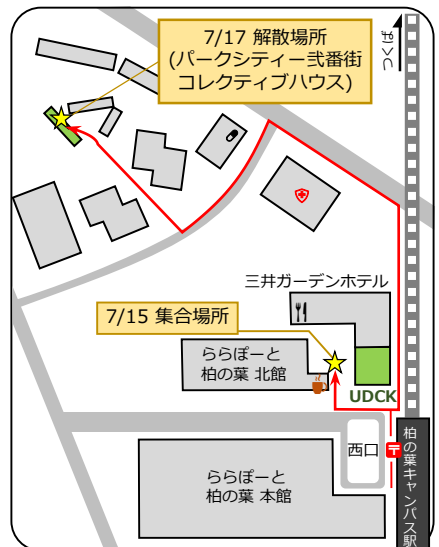 7/17 解散場所
(パークシティー弐番街
コレクティブハウス)
つくば
三井ガーデンホテル
7/15 集合場所
ららぽーと
柏の葉 北館
UDCK
西口
柏の葉キャンパス駅
ららぽーと
柏の葉 本館